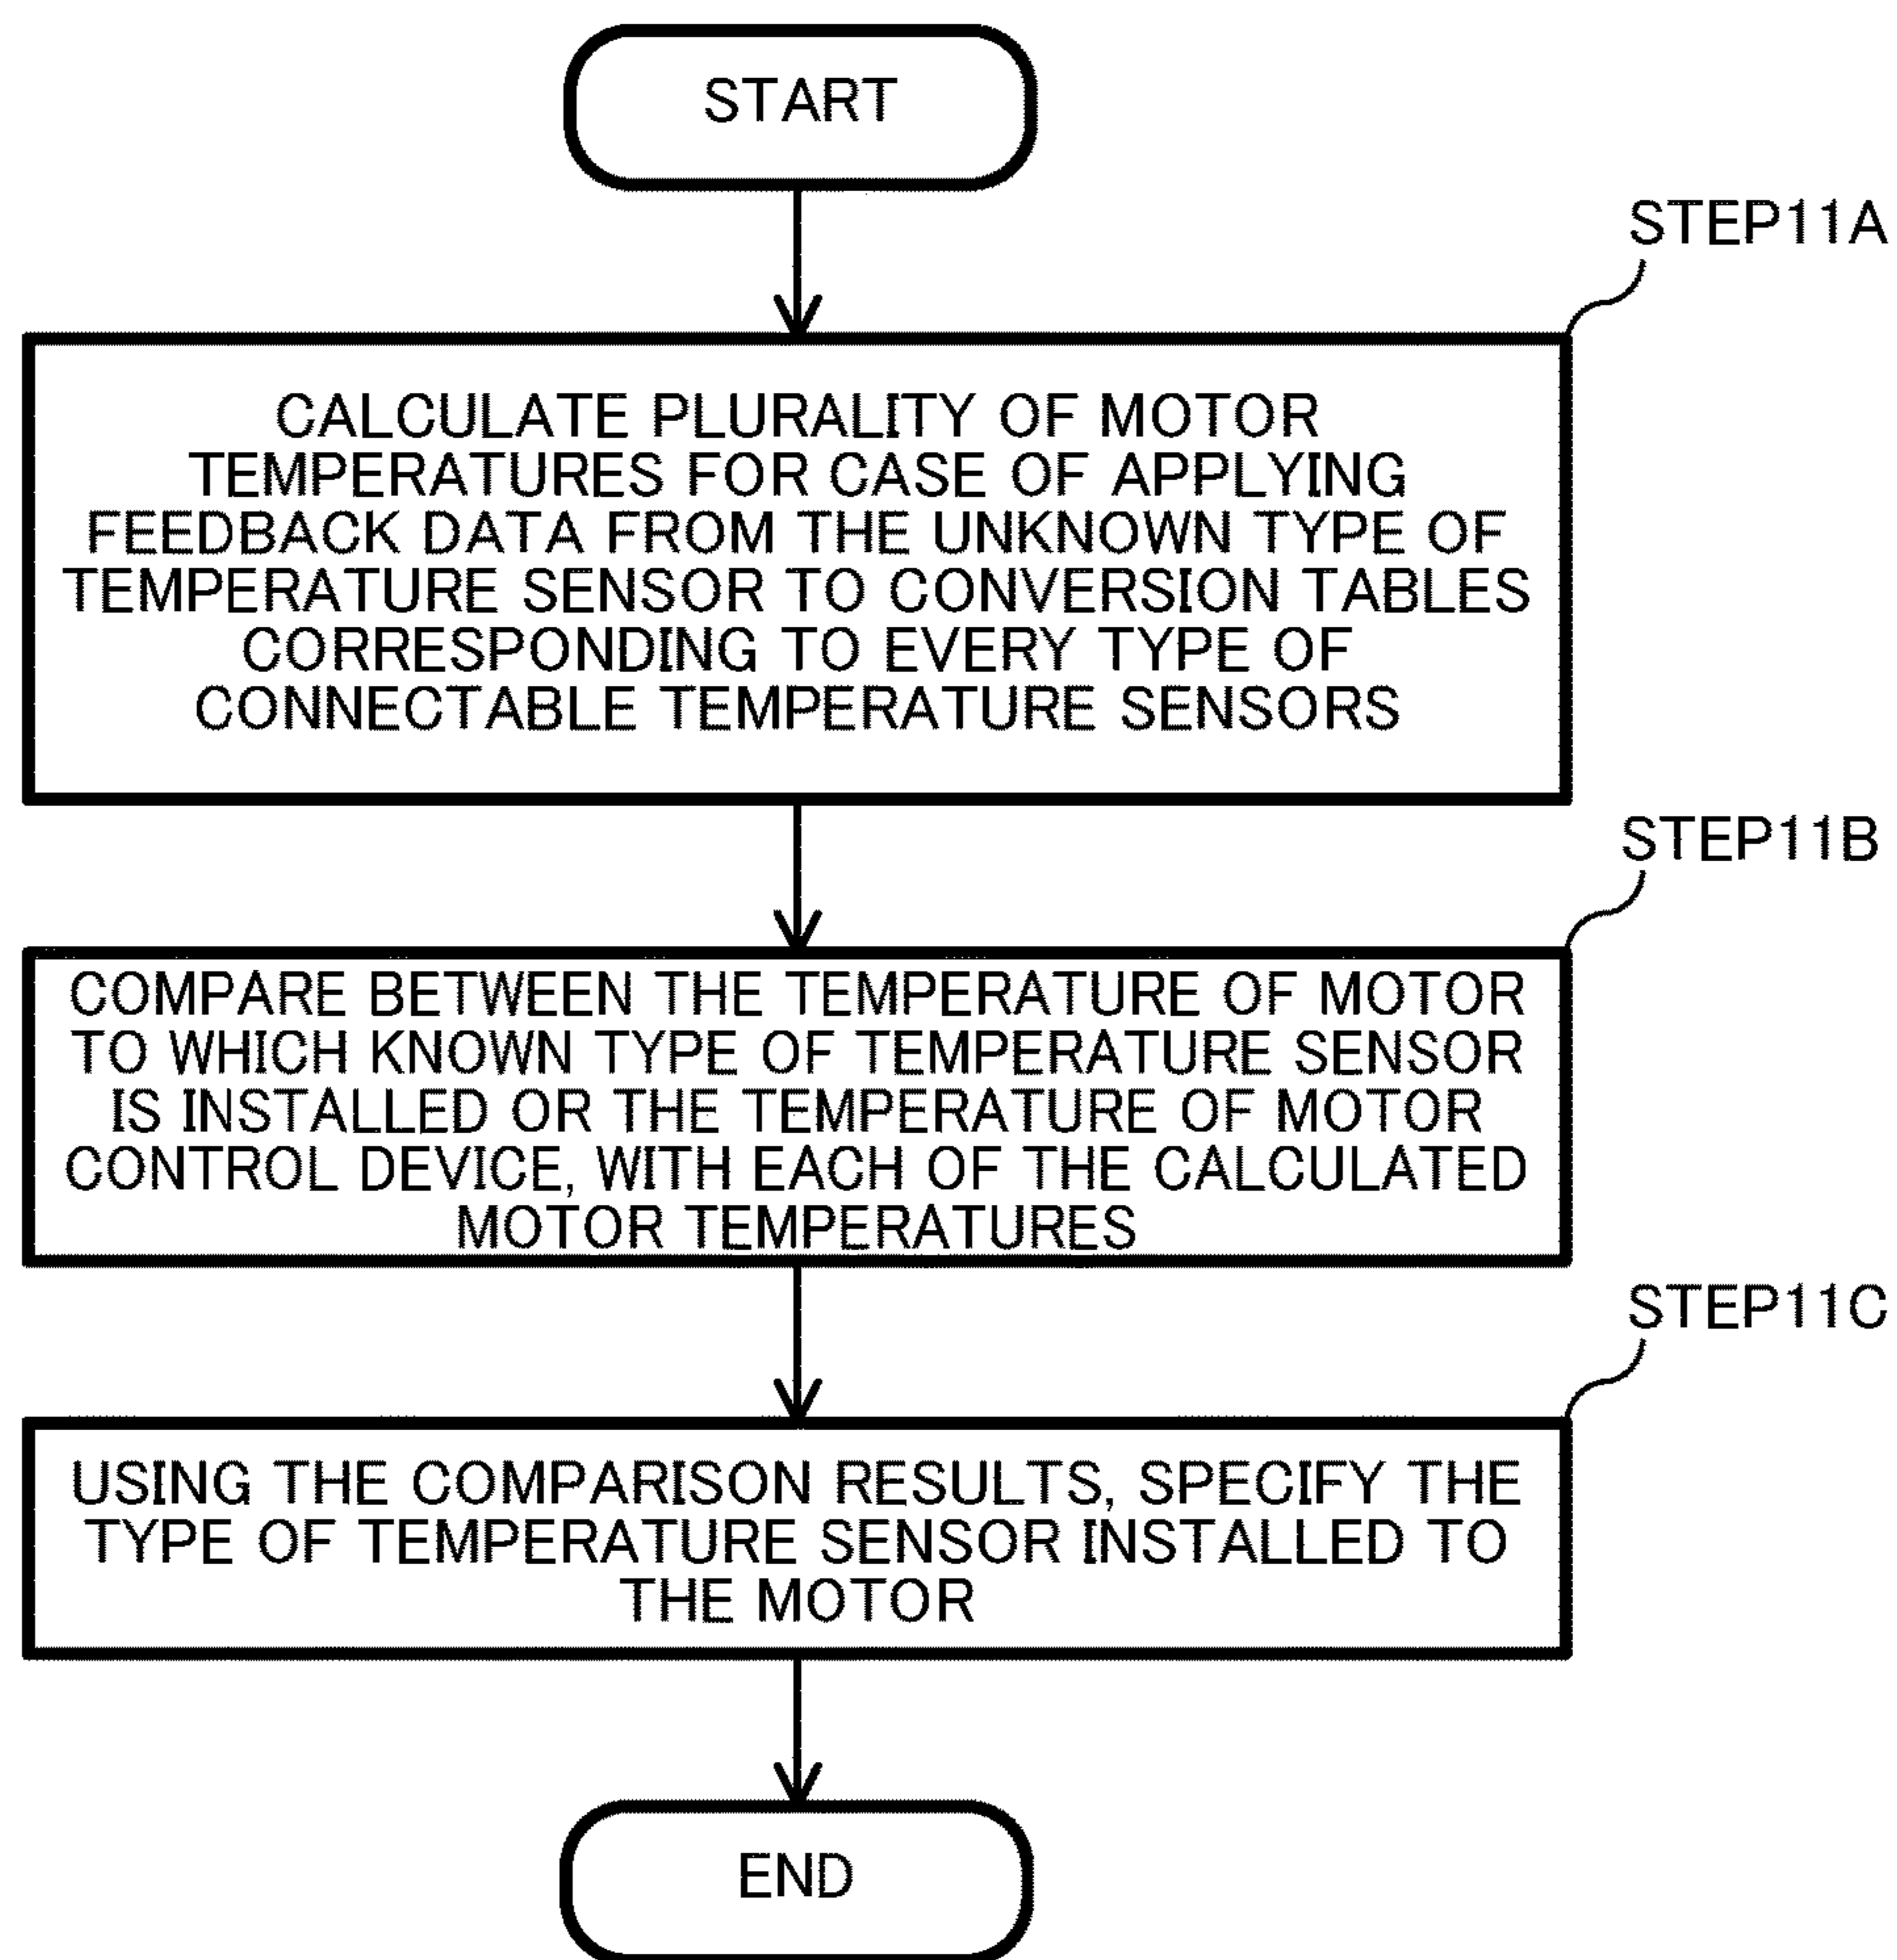 START
STEP11A
CALCULATE PLURALITY OF MOTOR
TEMPERATURES FOR CASE OF APPLYING
FEEDBACK DATA FROM THE UNKNOWN TYPE OF
TEMPERATURE SENSOR TO CONVERSION TABLES
CORRESPONDING TO EVERY TYPE OF
CONNECTABLE TEMPERATURE SENSORS
STEP11B
COMPARE BETWEEN THE TEMPERATURE OF MOTOR
TO WHICH KNOWN TYPE OF TEMPERATURE SENSOR
IS INSTALLED OR THE TEMPERATURE OF MOTOR
CONTROL DEVICE, WITH EACH OF THE CALCULATED
MOTOR TEMPERATURES
STEP11C
USING THE COMPARISON RESULTS, SPECIFY THE
TYPE OF TEMPERATURE SENSOR INSTALLED TO
THE MOTOR
END